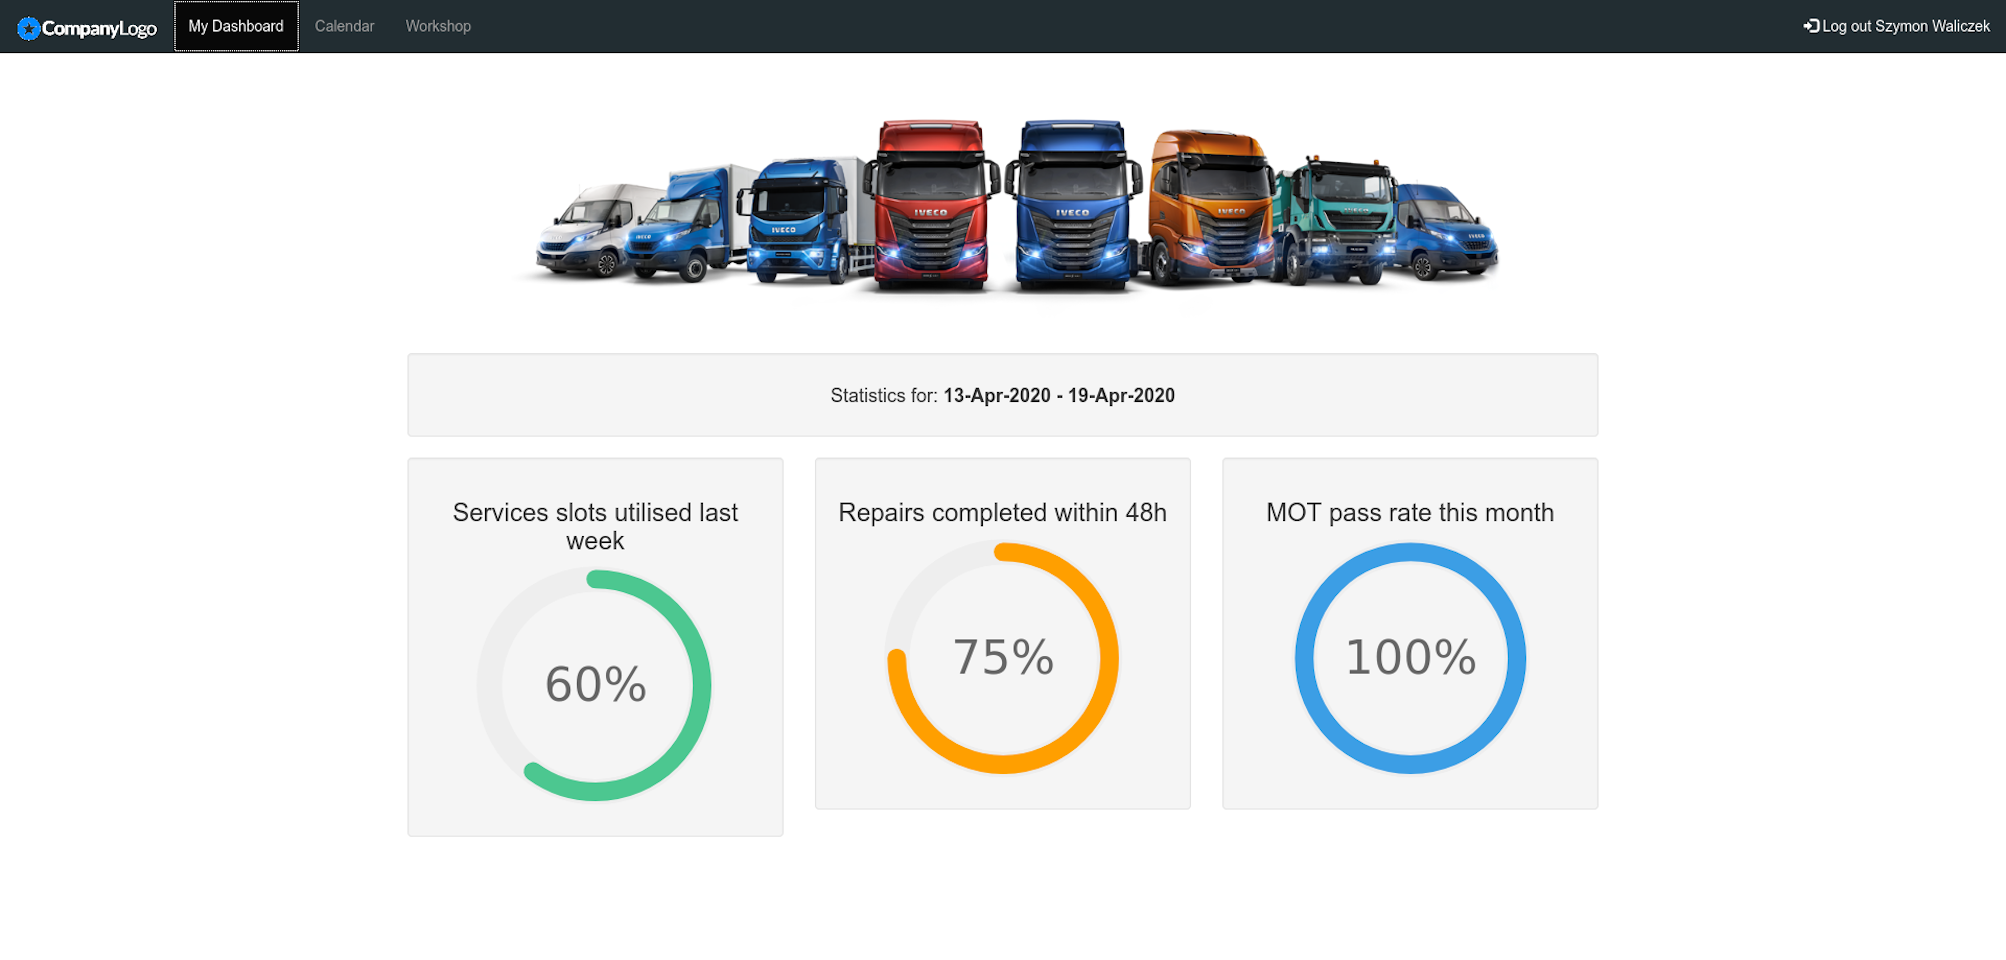 CompanyLogo
My Dashboard
Calendar
Workshop
Log out Szymon Waliczek
IVECO
IVECO
IVECO
IVECO
IVECO
Statistics for: 13-Apr-2020 - 19-Apr-2020
Services slots utilised last
week
60%
Repairs completed within 48h
75%
MOT pass rate this month
100%